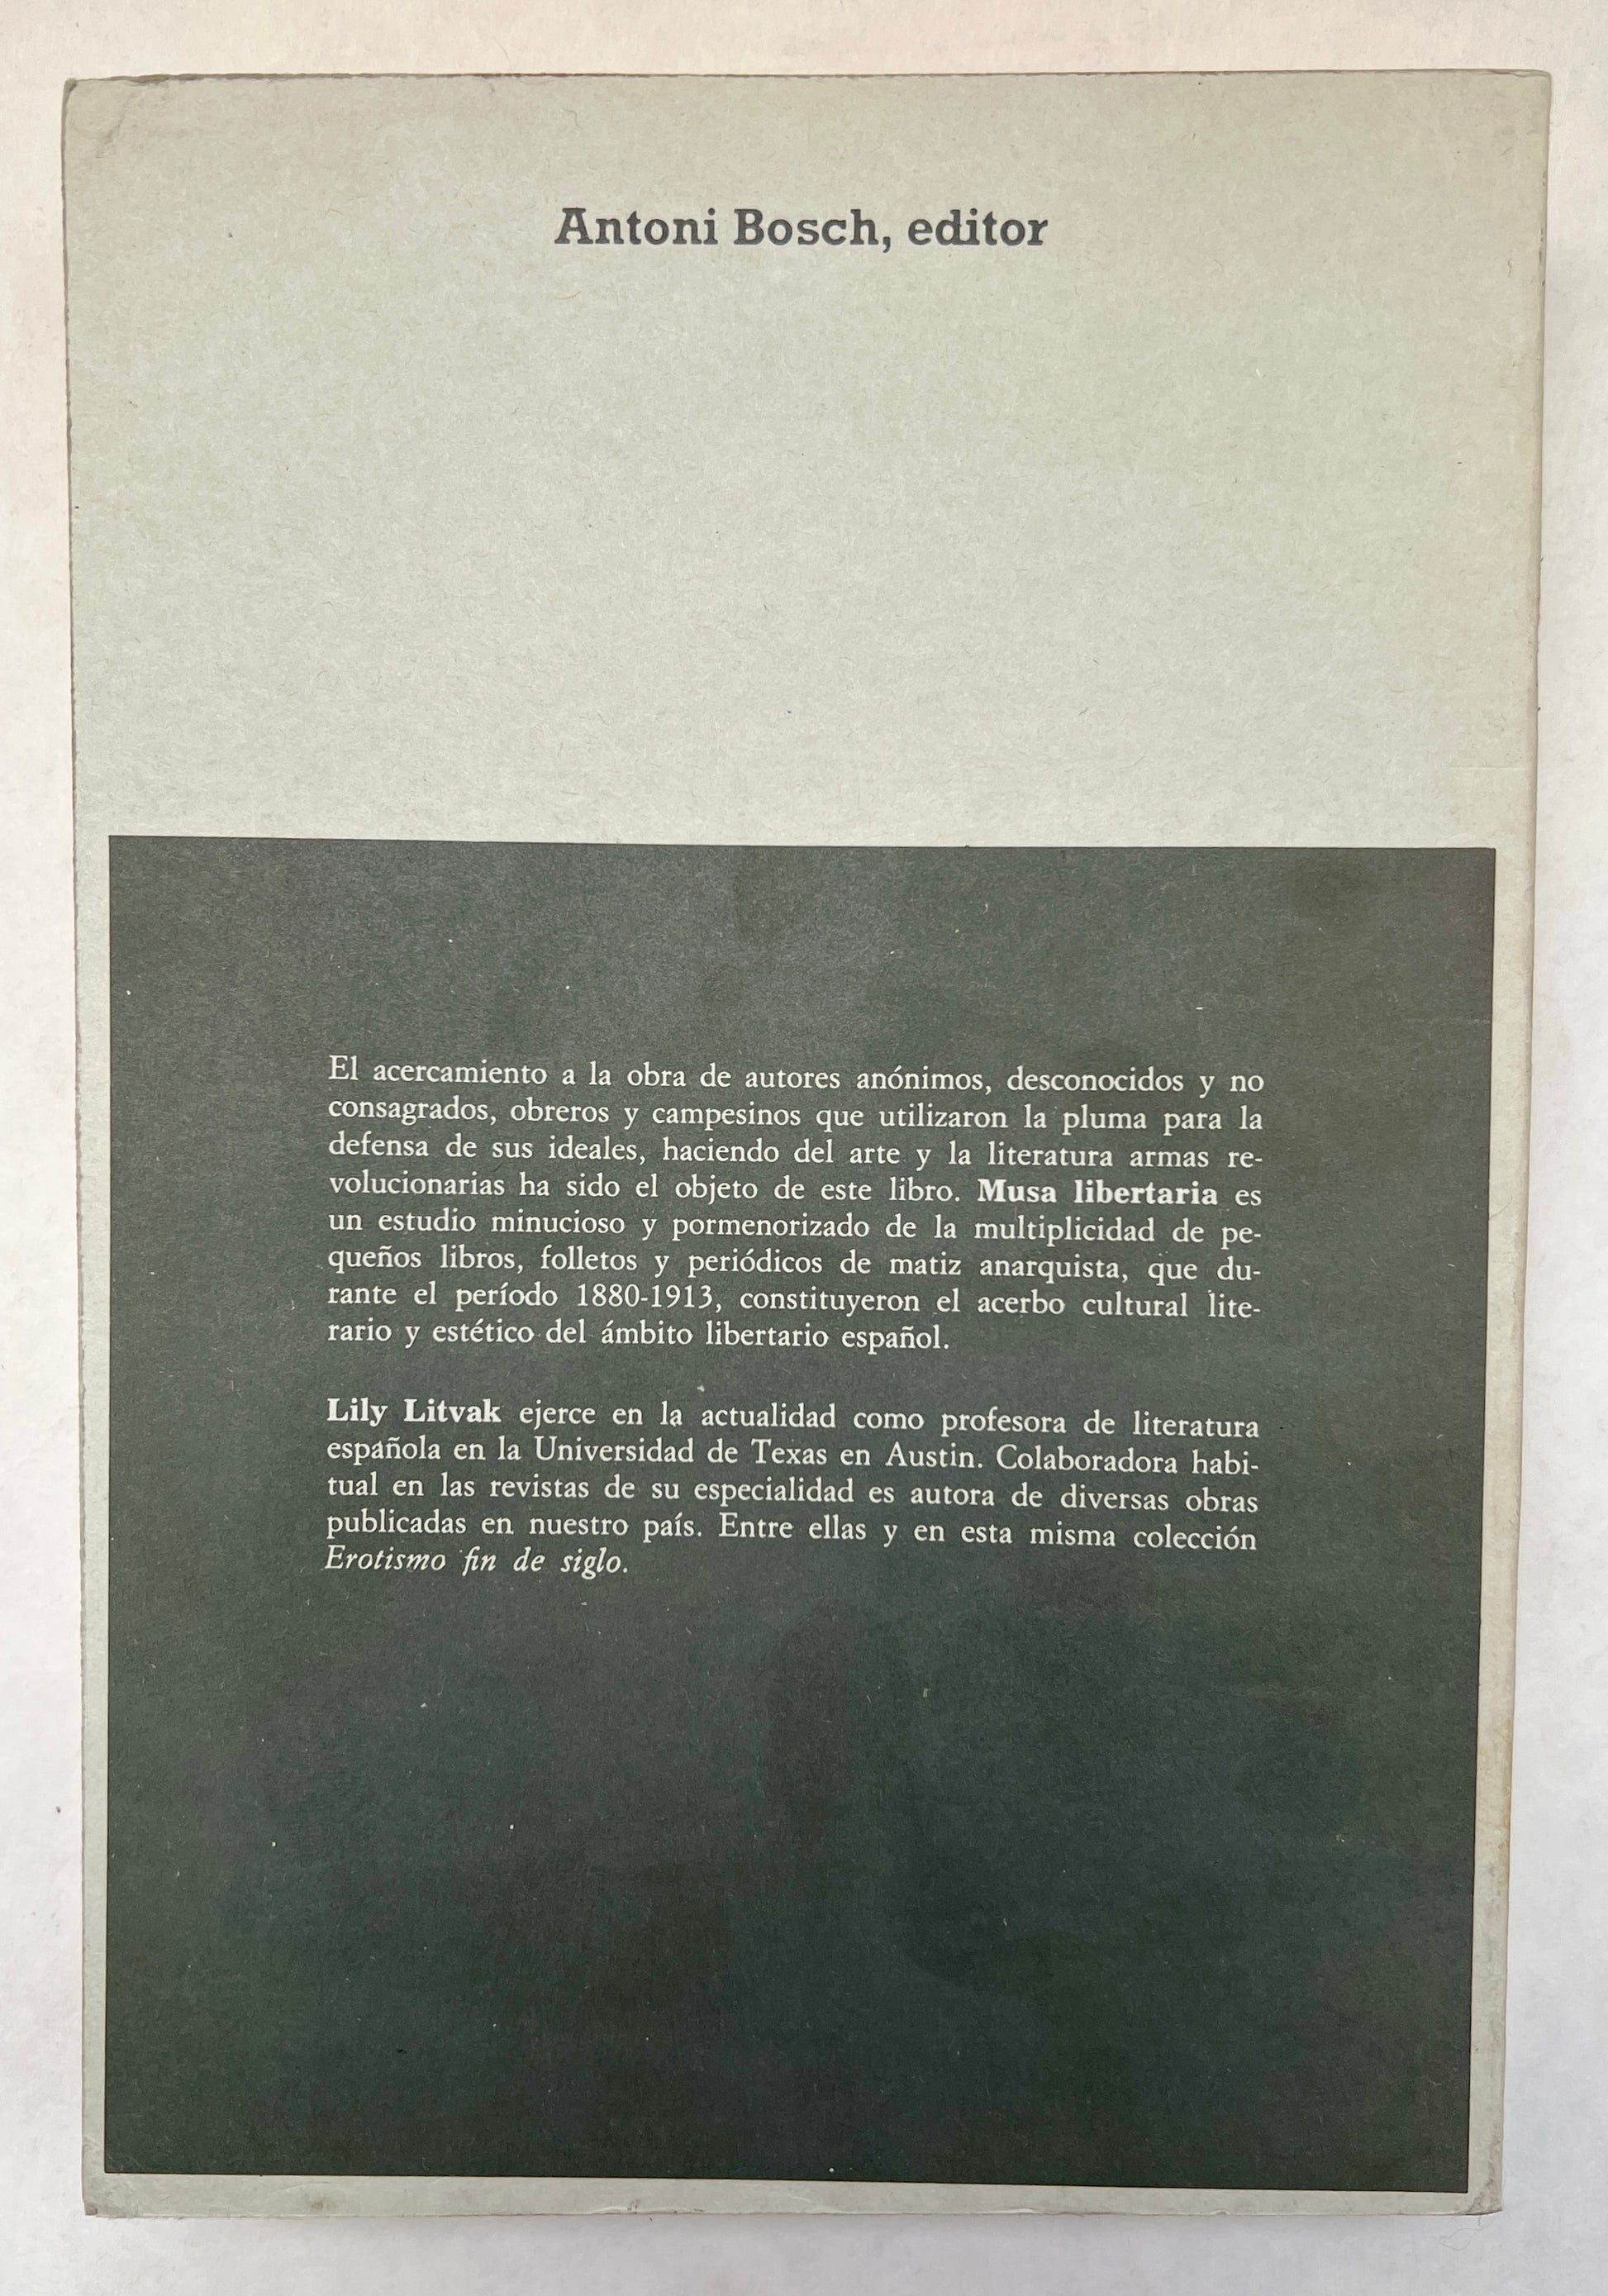 Antoni Bosch, editor
El acercamiento a la obra de autores anónimos, desconocidos y no
consagrados, obreros y campesinos que utilizaron la pluma para la
defensa de sus ideales, haciendo del arte y la literatura armas re-
volucionarias ha sido el objeto de este libro. Musa libertaria es
un estudio minucioso y pormenorizado de la multiplicidad de pe-
queños libros, folletos y periódicos de matiz anarquista, que du-
rante el período 1880-1913, constituyeron el acerbo cultural lite-
rario y estético del ámbito libertario español.
Lily Litvak ejerce en la actualidad como profesora de literatura
española en la Universidad de Texas en Austin. Colaboradora habi-
tual en las revistas de su especialidad es autora de diversas obras
publicadas en nuestro país. Entre ellas y en esta misma colección
Erotismo fin de siglo.